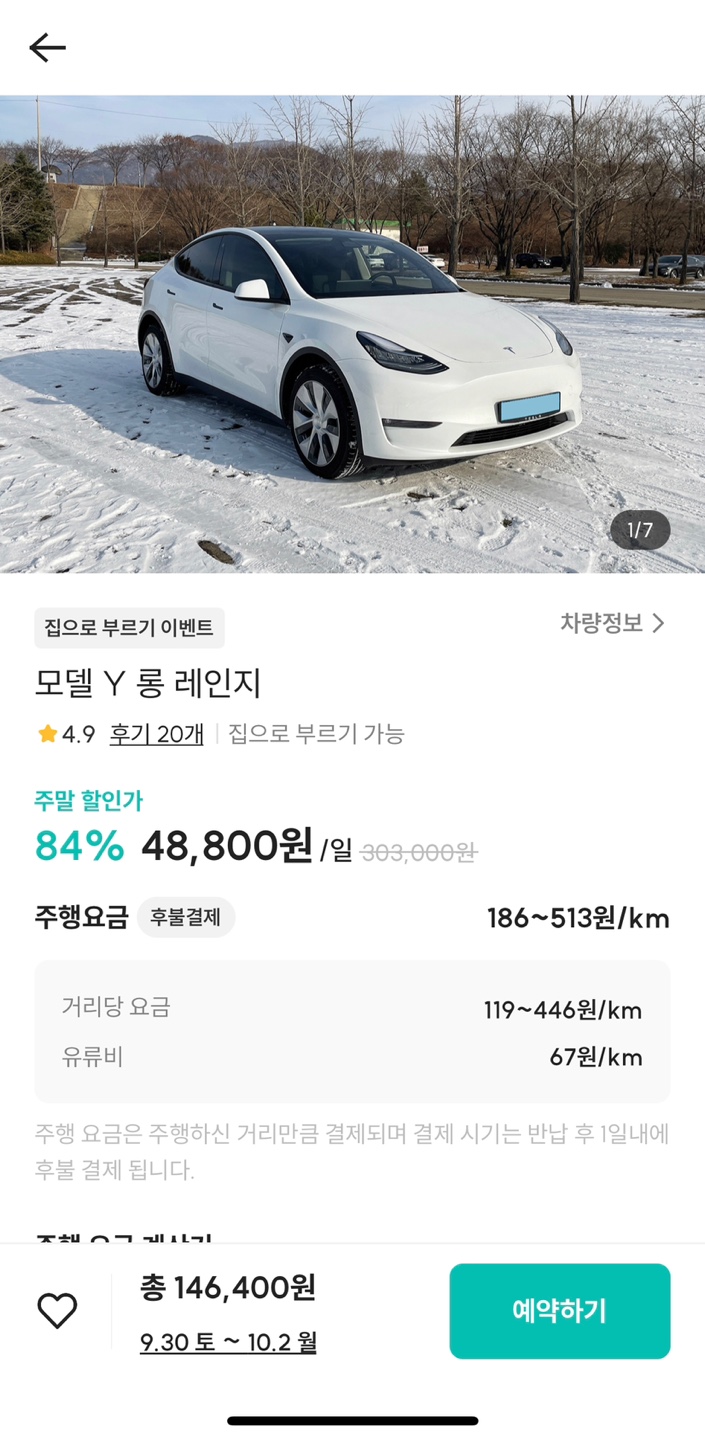 1/7
집으로 부르기 이벤트
차량정보 >
모델 Y 롱 레인지
4.9 후기 20개 | 집으로 부르기 가능
주말 할인가
84% 48,800원 /일 303,000원
주행요금 후불결제 186~513원/km
거리당 요금 119~446원/km
유류비 67원/km
주행 요금은 주행하신 거리만큼 결제되며 결제 시기는 반납 후 1일내에
후불 결제 됩니다.
주행 요금 계산기
총 146,400원
9.30 토 ~ 10.2 월
예약하기